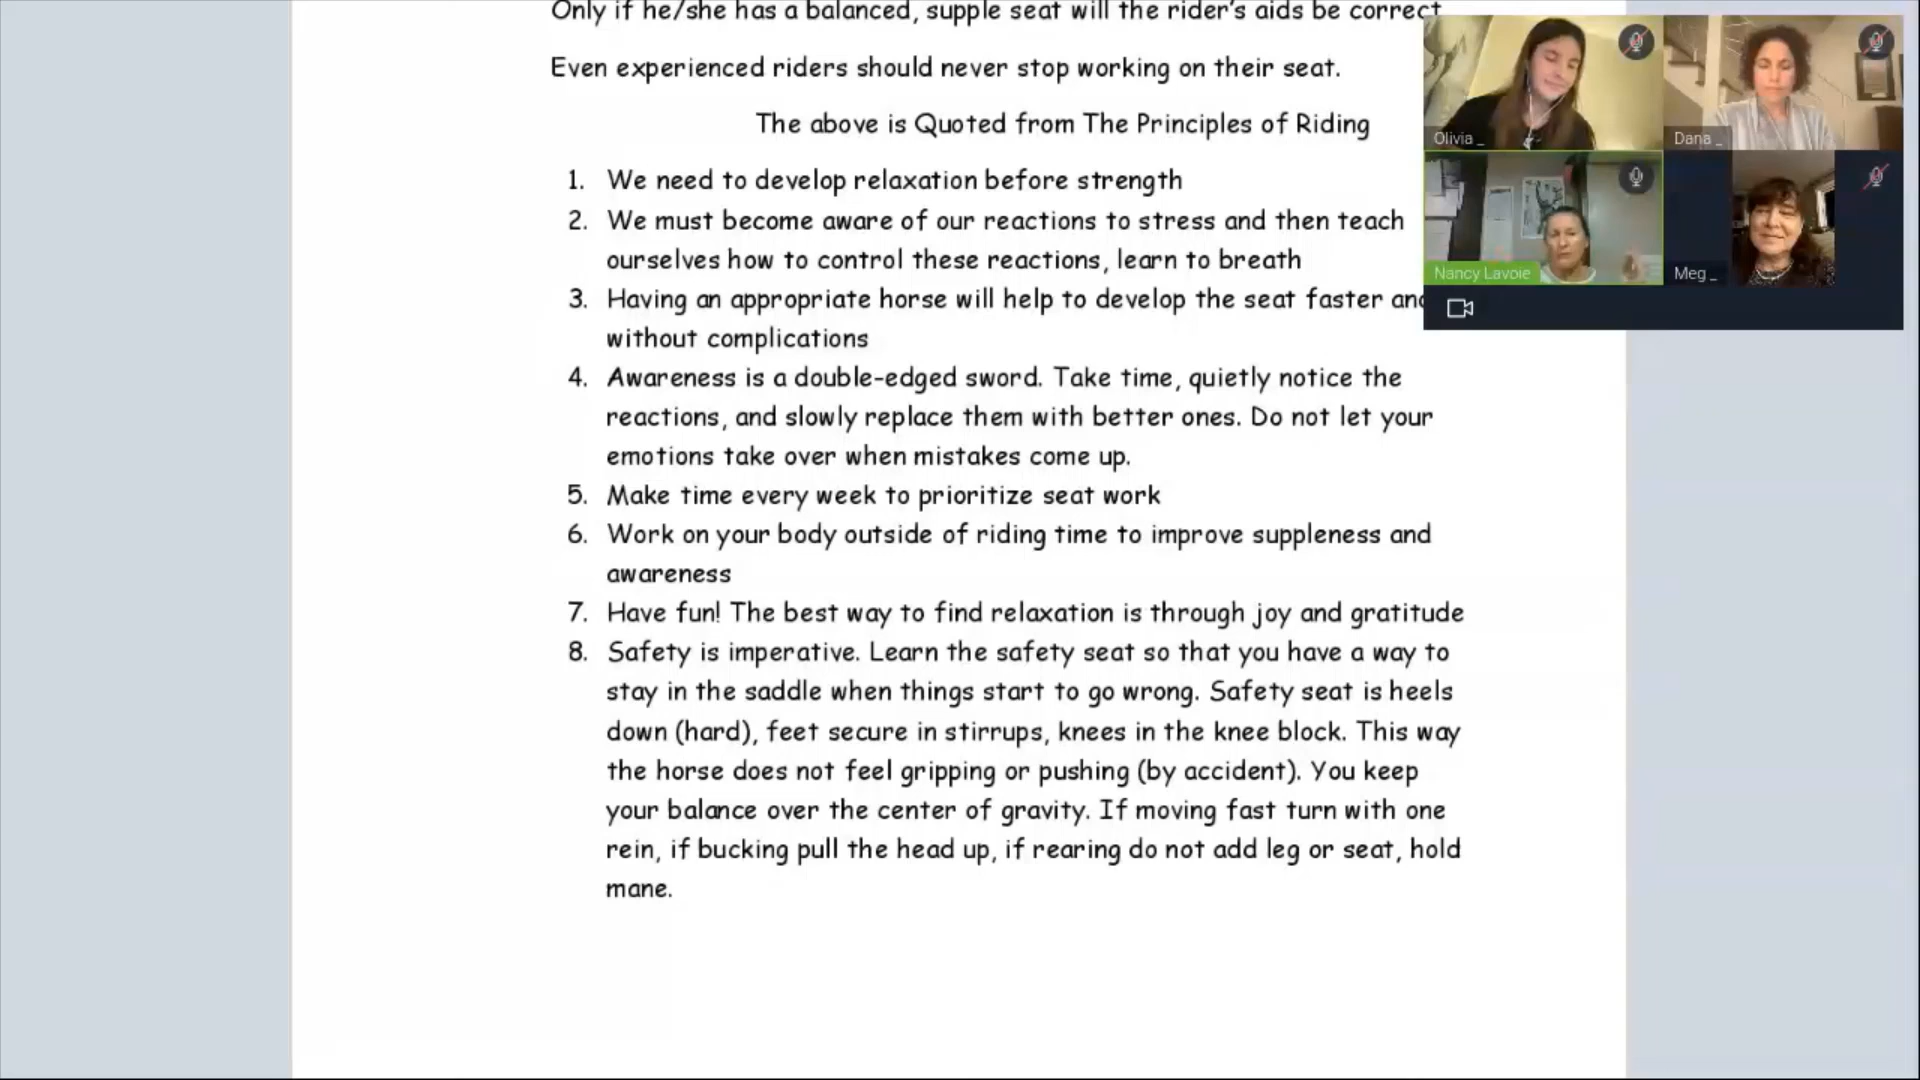 Only if he/she has a balanced, supple seat will the rider's aids be correct
Even experienced riders should never stop working on their seat.
The above is Quoted from The Principles of Riding
1. We need to develop relaxation before strength
2. We must become aware of our reactions to stress and then teach
ourselves how to control these reactions, learn to breath
3. Having an appropriate horse will help to develop the seat faster and
without complications
4. Awareness is a double-edged sword. Take time, quietly notice the
reactions, and slowly replace them with better ones. Do not let your
emotions take over when mistakes come up.
5. Make time every week to prioritize seat work
6. Work on your body outside of riding time to improve suppleness and
awareness
7. Have fun! The best way to find relaxation is through joy and gratitude
8. Safety is imperative. Learn the safety seat so that you have a way to
stay in the saddle when things start to go wrong. Safety seat is heels
down (hard), feet secure in stirrups, knees in the knee block. This way
the horse does not feel gripping or pushing (by accident). You keep
your balance over the center of gravity. If moving fast turn with one
rein, if bucking pull the head up, if rearing do not add leg or seat, hold
mane.
Olivia _
Dana _
Nancy Lavoie
Meg _